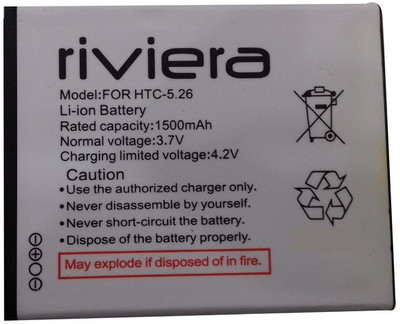 riviera
Model:FOR HTC-5.26
Li-ion Battery
Rated capacity:1500mAh
Normal voltage:3.7V
Charging limited voltage:4.2V
Caution
•Use the authorized charger only.
•Never disassemble by yourself.
•Never short-circuit the battery.
•Dispose of the battery properly.
May explode if disposed of in fire.